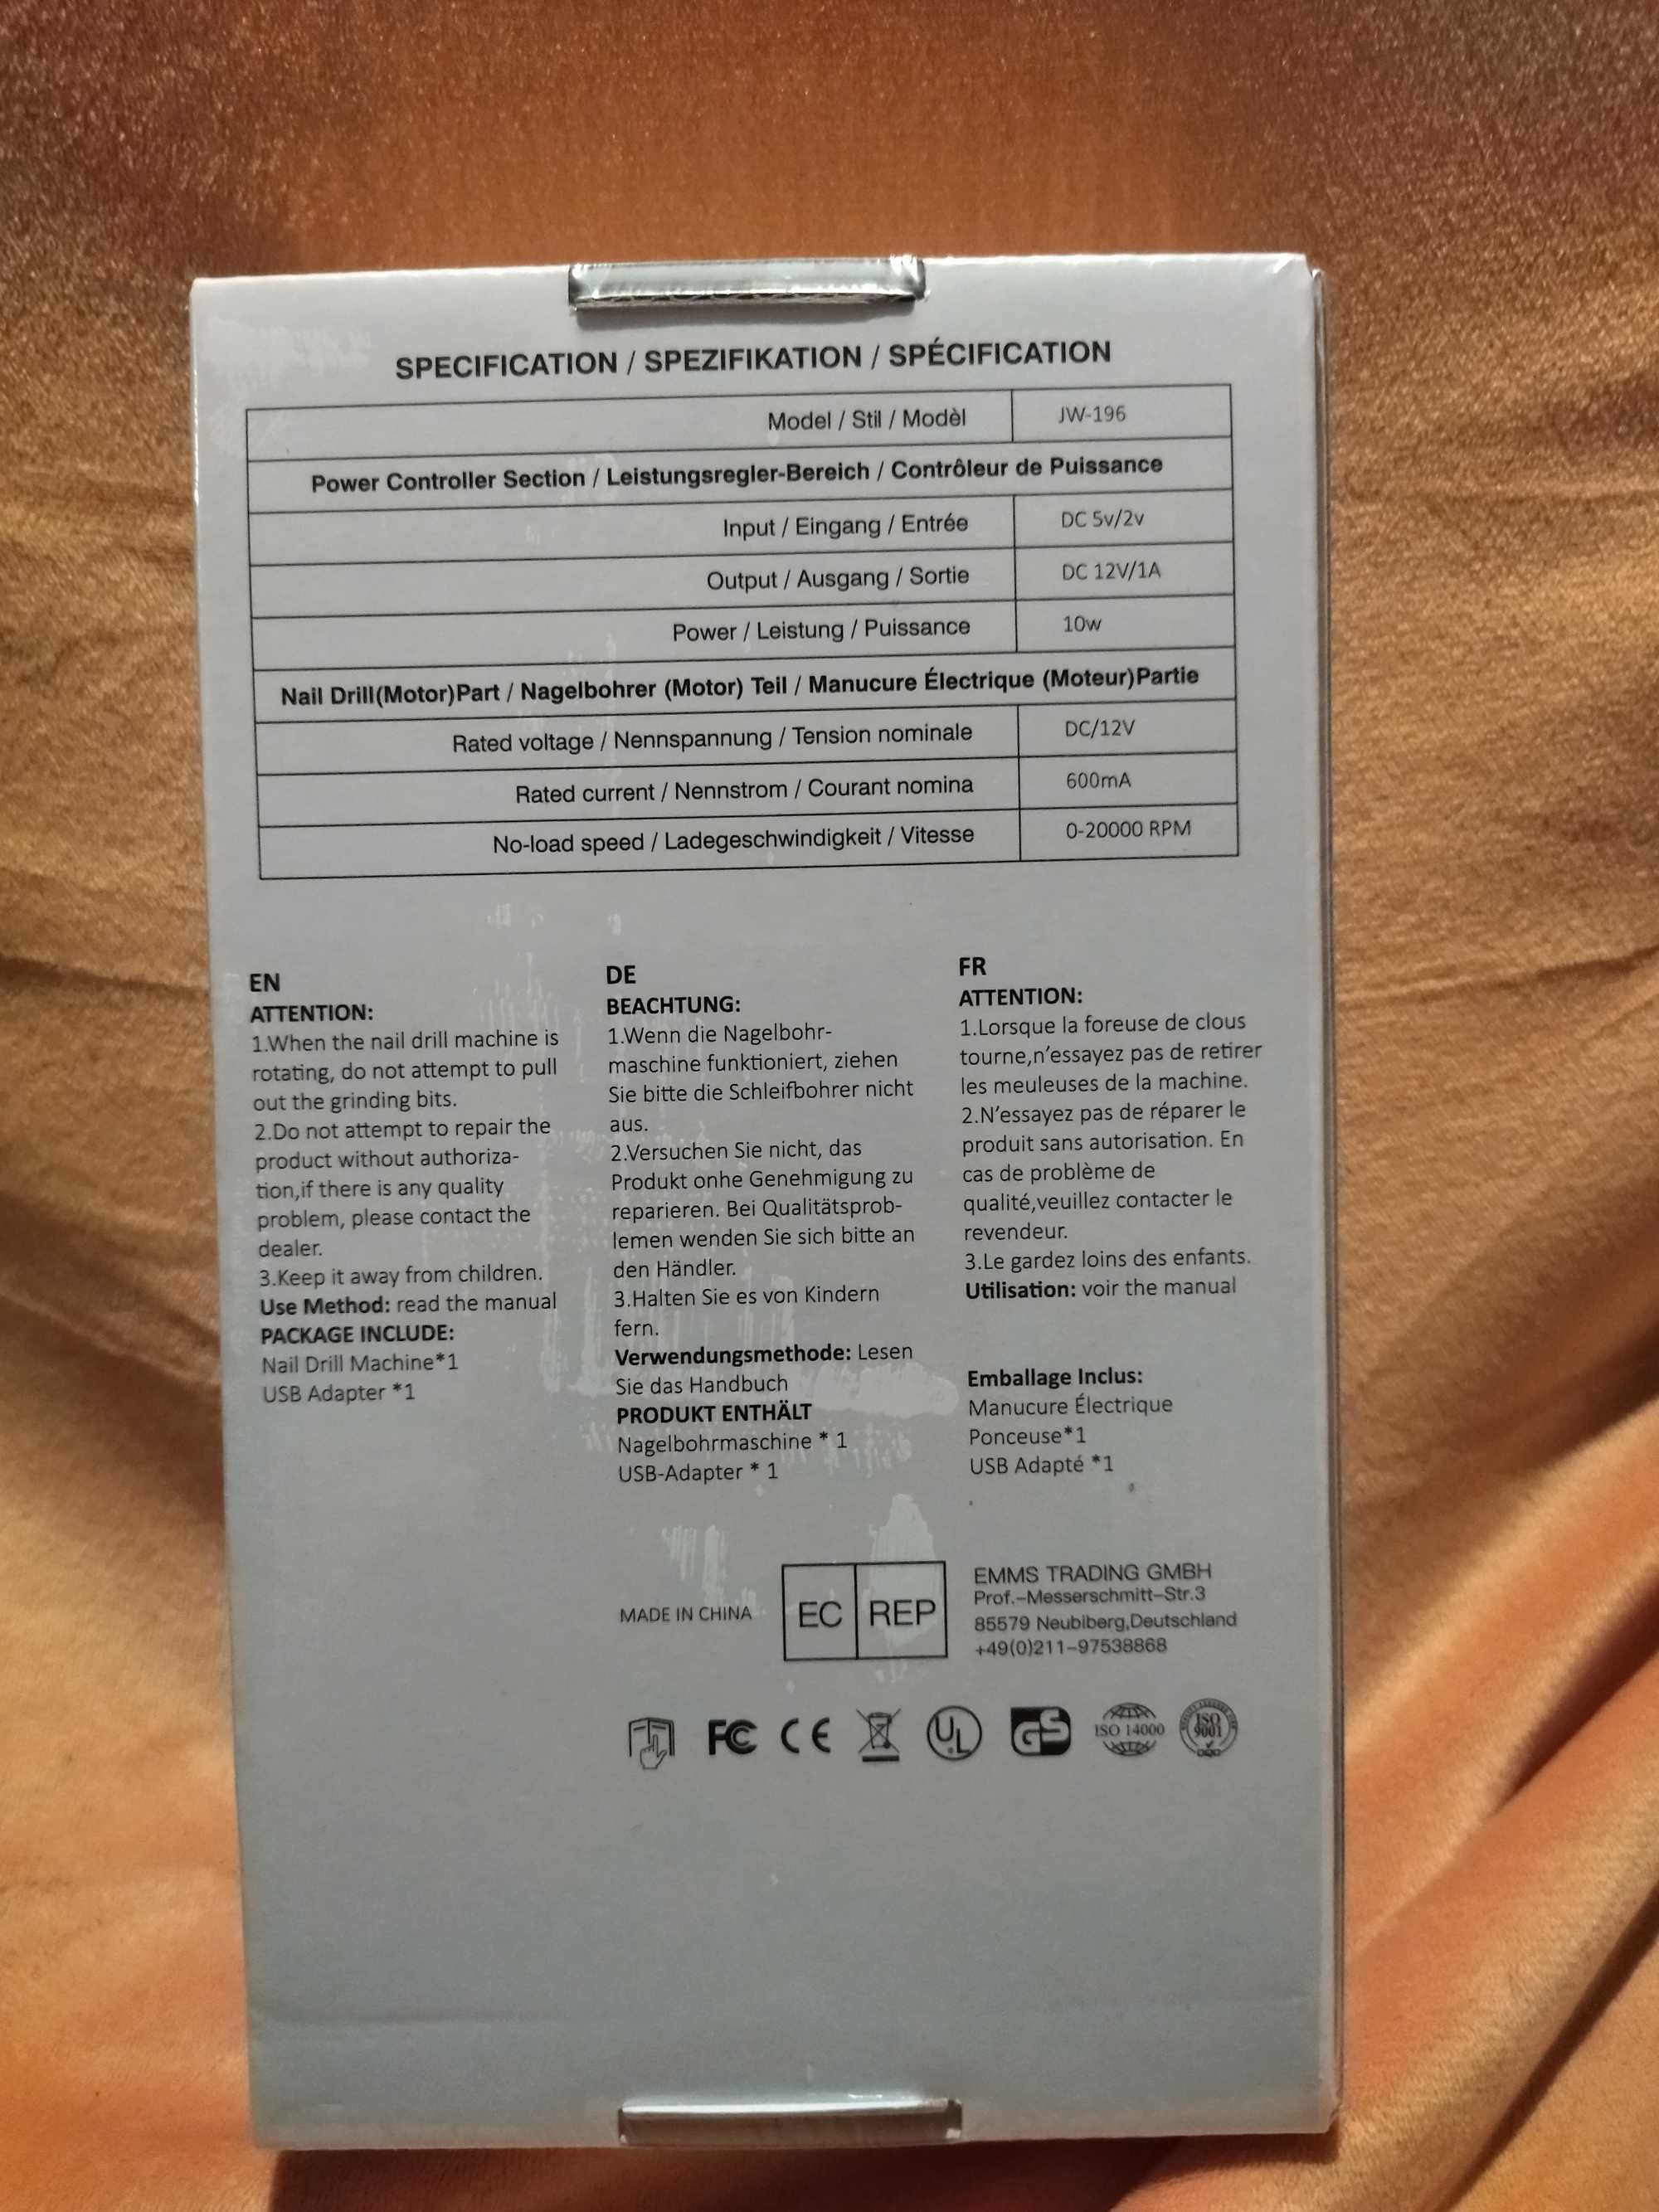 SPECIFICATION / SPEZIFIKATION / SPÉCIFICATION
Model / Stil / Modèl JW-196
Power Controller Section / Leistungsregler-Bereich / Contrôleur de Puissance
Input / Eingang / Entrée DC 5v/2v
Output / Ausgang / Sortie DC 12V/1A
Power / Leistung / Puissance 10w
Nail Drill(Motor)Part / Nagelbohrer (Motor) Teil / Manucure Électrique (Moteur)Partie
Rated voltage / Nennspannung / Tension nominale DC/12V
Rated current / Nennstrom / Courant nomina 600mA
No-load speed / Ladegeschwindigkeit / Vitesse 0-20000 RPM
EN
ATTENTION:
1.When the nail drill machine is
rotating, do not attempt to pull
out the grinding bits.
2.Do not attempt to repair the
product without authoriza-
tion,if there is any quality
problem, please contact the
dealer.
3.Keep it away from children.
Use Method: read the manual
PACKAGE INCLUDE:
Nail Drill Machine*1
USB Adapter *1
DE
BEACHTUNG:
1.Wenn die Nagelbohr-
maschine funktioniert, ziehen
Sie bitte die Schleifbohrer nicht
aus.
2.Versuchen Sie nicht, das
Produkt onhe Genehmigung zu
reparieren. Bei Qualitätsprob-
lemen wenden Sie sich bitte an
den Händler.
3.Halten Sie es von Kindern
fern.
Verwendungsmethode: Lesen
Sie das Handbuch
PRODUKT ENTHÄLT
Nagelbohrmaschine * 1
USB-Adapter * 1
FR
ATTENTION:
1.Lorsque la foreuse de clous
tourne,n'essayez pas de retirer
les meuleuses de la machine.
2.N'essayez pas de réparer le
produit sans autorisation. En
cas de problème de
qualité,veuillez contacter le
revendeur.
3.Le gardez loins des enfants.
Utilisation: voir the manual
Emballage Inclus:
Manucure Électrique
Ponceuse*1
USB Adapté *1
MADE IN CHINA
EC REP
EMMS TRADING GMBH
Prof.-Messerschmitt-Str.3
85579 Neubiberg,Deutschland
+49(0)211-97538868
FC CE UL GS ISO 14000 ISO 9001